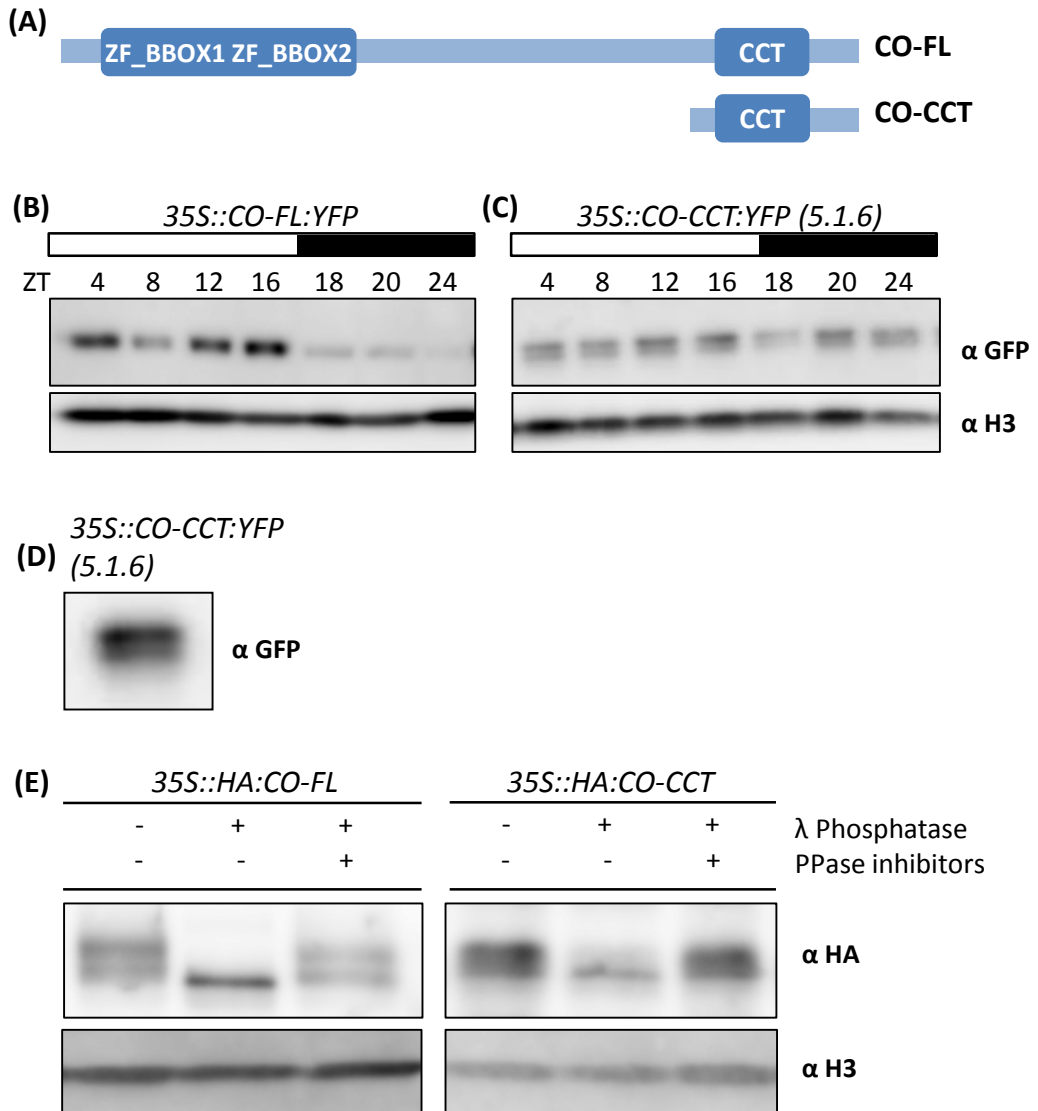 (A)
ZF_BBOX1 ZF_BBOX2 CCT CO-FL
CCT CO-CCT
(B) 35S::CO-FL:YFP (C) 35S::CO-CCT:YFP (5.1.6)
ZT 4 8 12 16 18 20 24 4 8 12 16 18 20 24
α GFP
α H3
35S::CO-CCT:YFP
(D) (5.1.6)
α GFP
(E) 35S::HA:CO-FL 35S::HA:CO-CCT
- + + - + + λ Phosphatase
- - + - - + PPase inhibitors
α HA
α H3